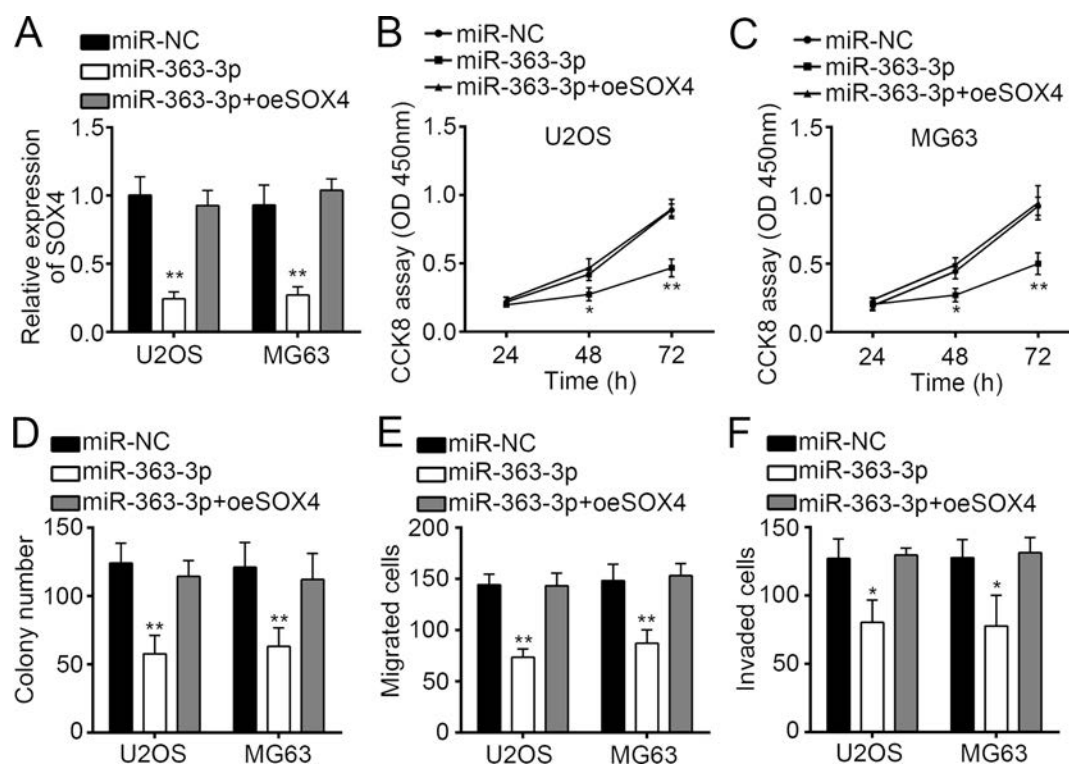 A
miR-NC
miR-363-3p
miR-363-3p+oeSOX4
Relative expression
of SOX4
1.5
1.0
0.5
0.0
**
**
U2OS
MG63
B
miR-NC
miR-363-3p
miR-363-3p+oeSOX4
CCK8 assay (OD 450nm)
1.5
1.0
0.5
0.0
U2OS
*
**
24
48
72
Time (h)
C
miR-NC
miR-363-3p
miR-363-3p+oeSOX4
CCK8 assay (OD 450nm)
1.5
1.0
0.5
0.0
MG63
*
**
24
48
72
Time (h)
D
miR-NC
miR-363-3p
miR-363-3p+oeSOX4
Colony number
150
100
50
0
**
**
U2OS
MG63
E
miR-NC
miR-363-3p
miR-363-3p+oeSOX4
Migrated cells
200
150
100
50
0
**
**
U2OS
MG63
F
miR-NC
miR-363-3p
miR-363-3p+oeSOX4
Invaded cells
150
100
50
0
*
*
U2OS
MG63